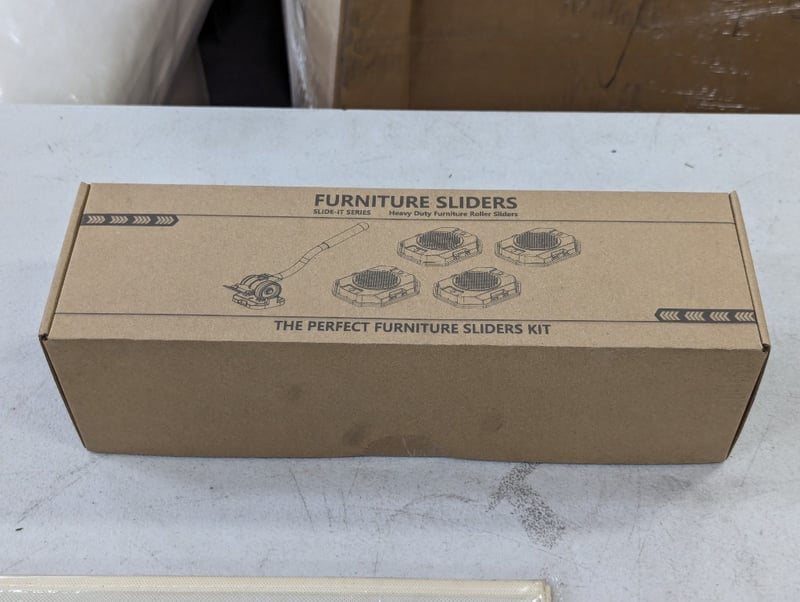 FURNITURE SLIDERS
SLIDE-IT SERIES Heavy Duty Furniture Roller Sliders
THE PERFECT FURNITURE SLIDERS KIT